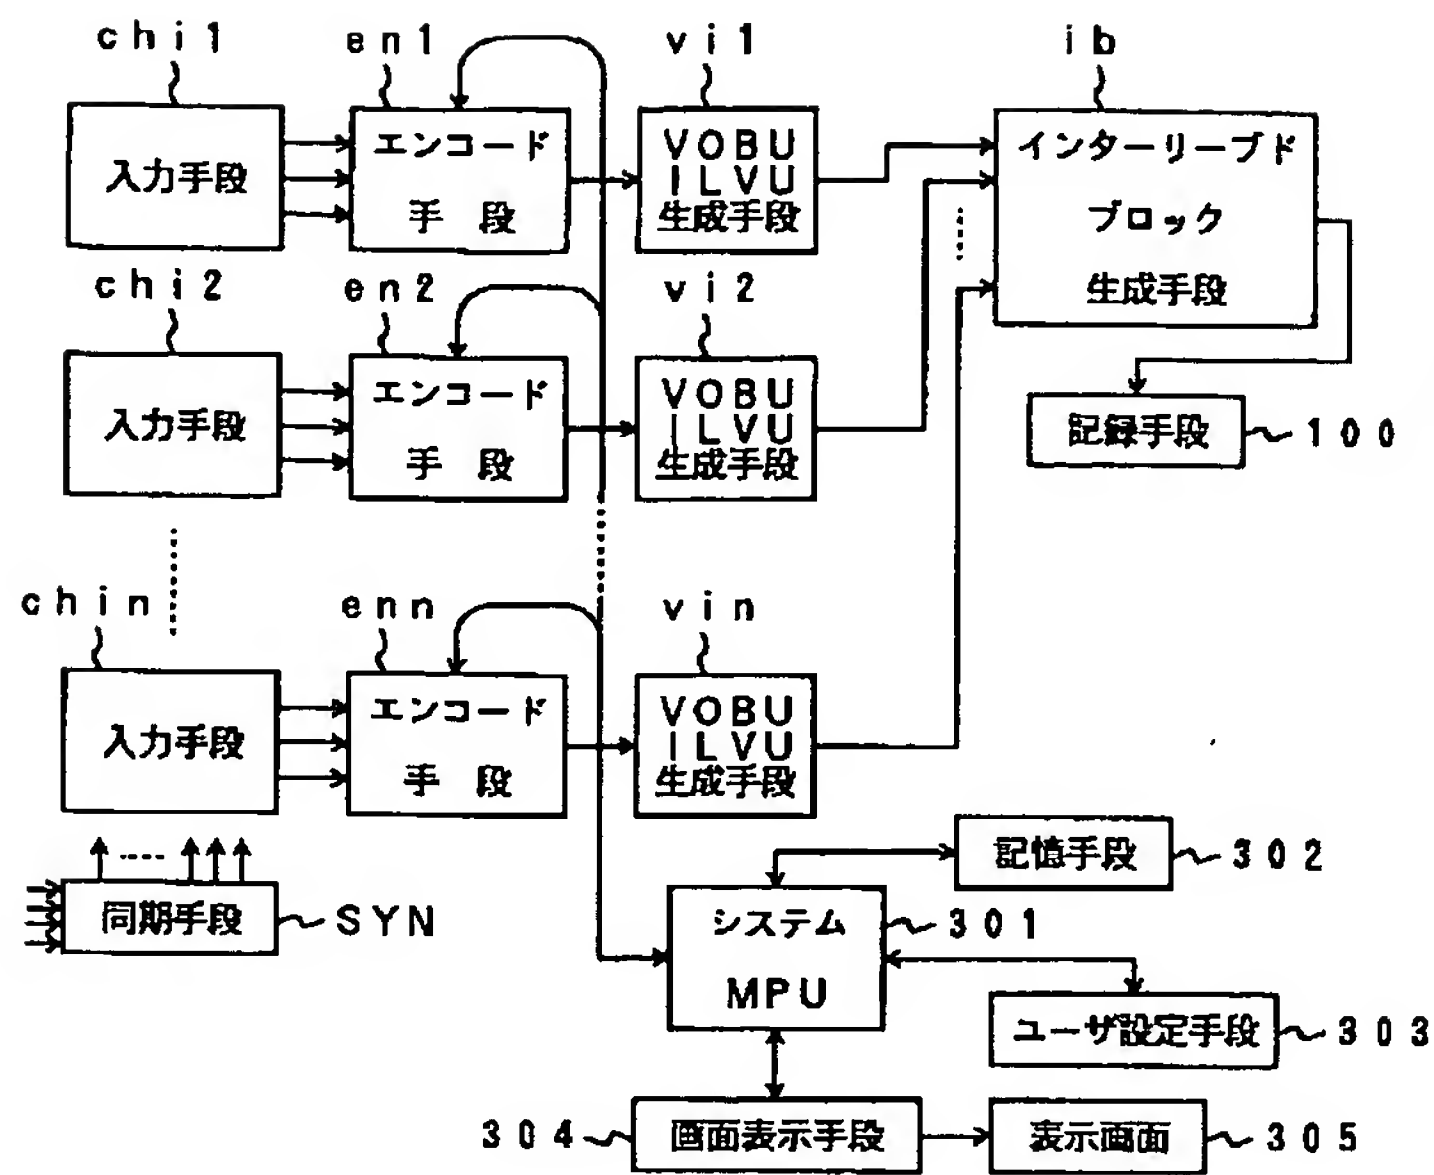 chi1
en1
vi1
ib
入力手段
エンコード
手段
VOBU
ILVU
生成手段
インターリーブド
ブロック
生成手段
chi2
en2
vi2
入力手段
エンコード
手段
VOBU
ILVU
生成手段
記録手段
100
chin
enn
vin
入力手段
エンコード
手段
VOBU
ILVU
生成手段
同期手段
SYN
記憶手段
302
システム
MPU
301
ユーザ設定手段
303
304
画面表示手段
表示画面
305